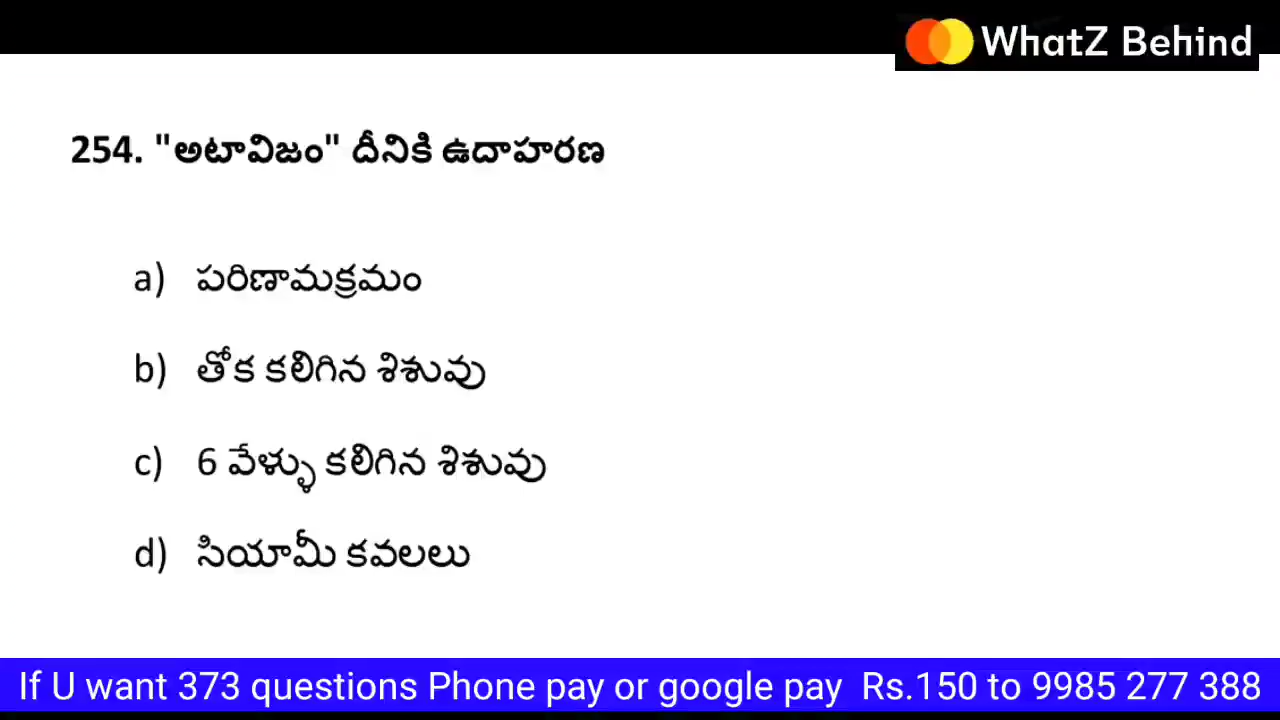 WhatZ Behind
254. "అటావిజం" దీనికి ఉదాహరణ
a) పరిణామక్రమం
b) తోక కలిగిన శిశువు
c) 6 వేళ్ళు కలిగిన శిశువు
d) సియామీ కవలలు
If U want 373 questions Phone pay or google pay Rs.150 to 9985 277 388